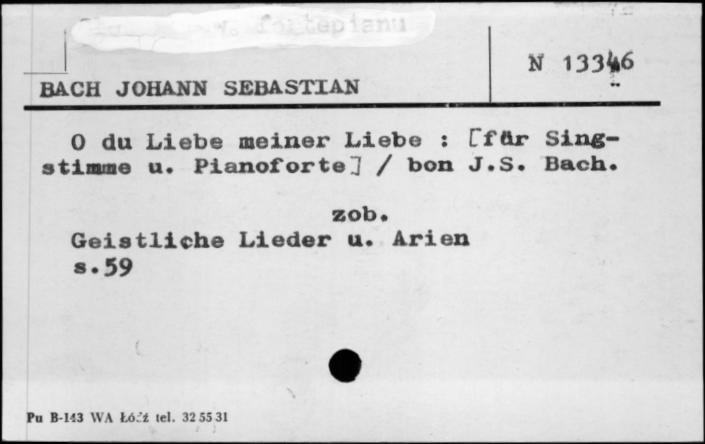 fortepianu
N 13346
BACH JOHANN SEBASTIAN
O du Liebe meiner Liebe : [für Sing-
stimme u. Pianoforte] / bon J.S. Bach.
zob.
Geistliche Lieder u. Arien
s.59
Pu B-143 WA Łódź tel. 32 55 31